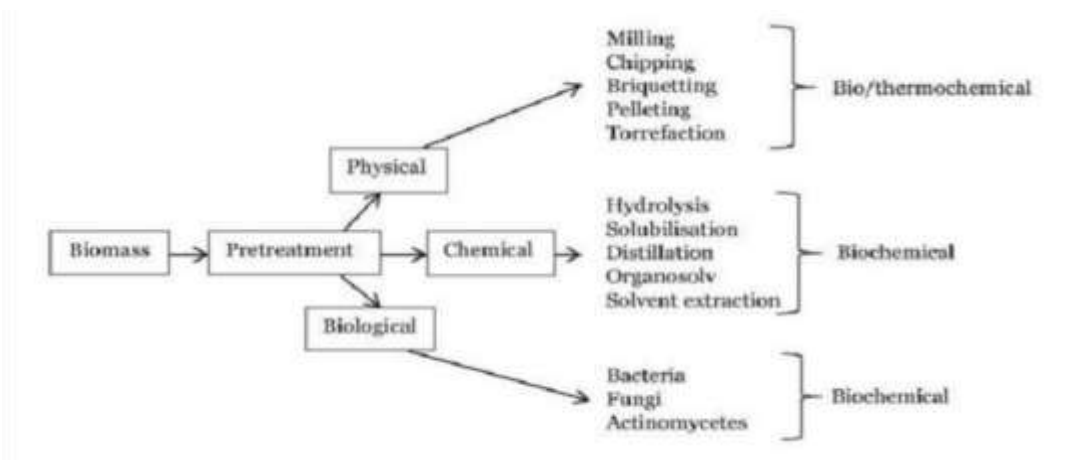 Milling
Chipping
Briquetting
Pelleting
Torrefaction
Bio/thermochemical
Physical
Biomass
Pretreatment
Chemical
Hydrolysis
Solubilisation
Distillation
Organosolv
Solvent extraction
Biochemical
Biological
Bacteria
Fungi
Actinomycetes
Biochemical